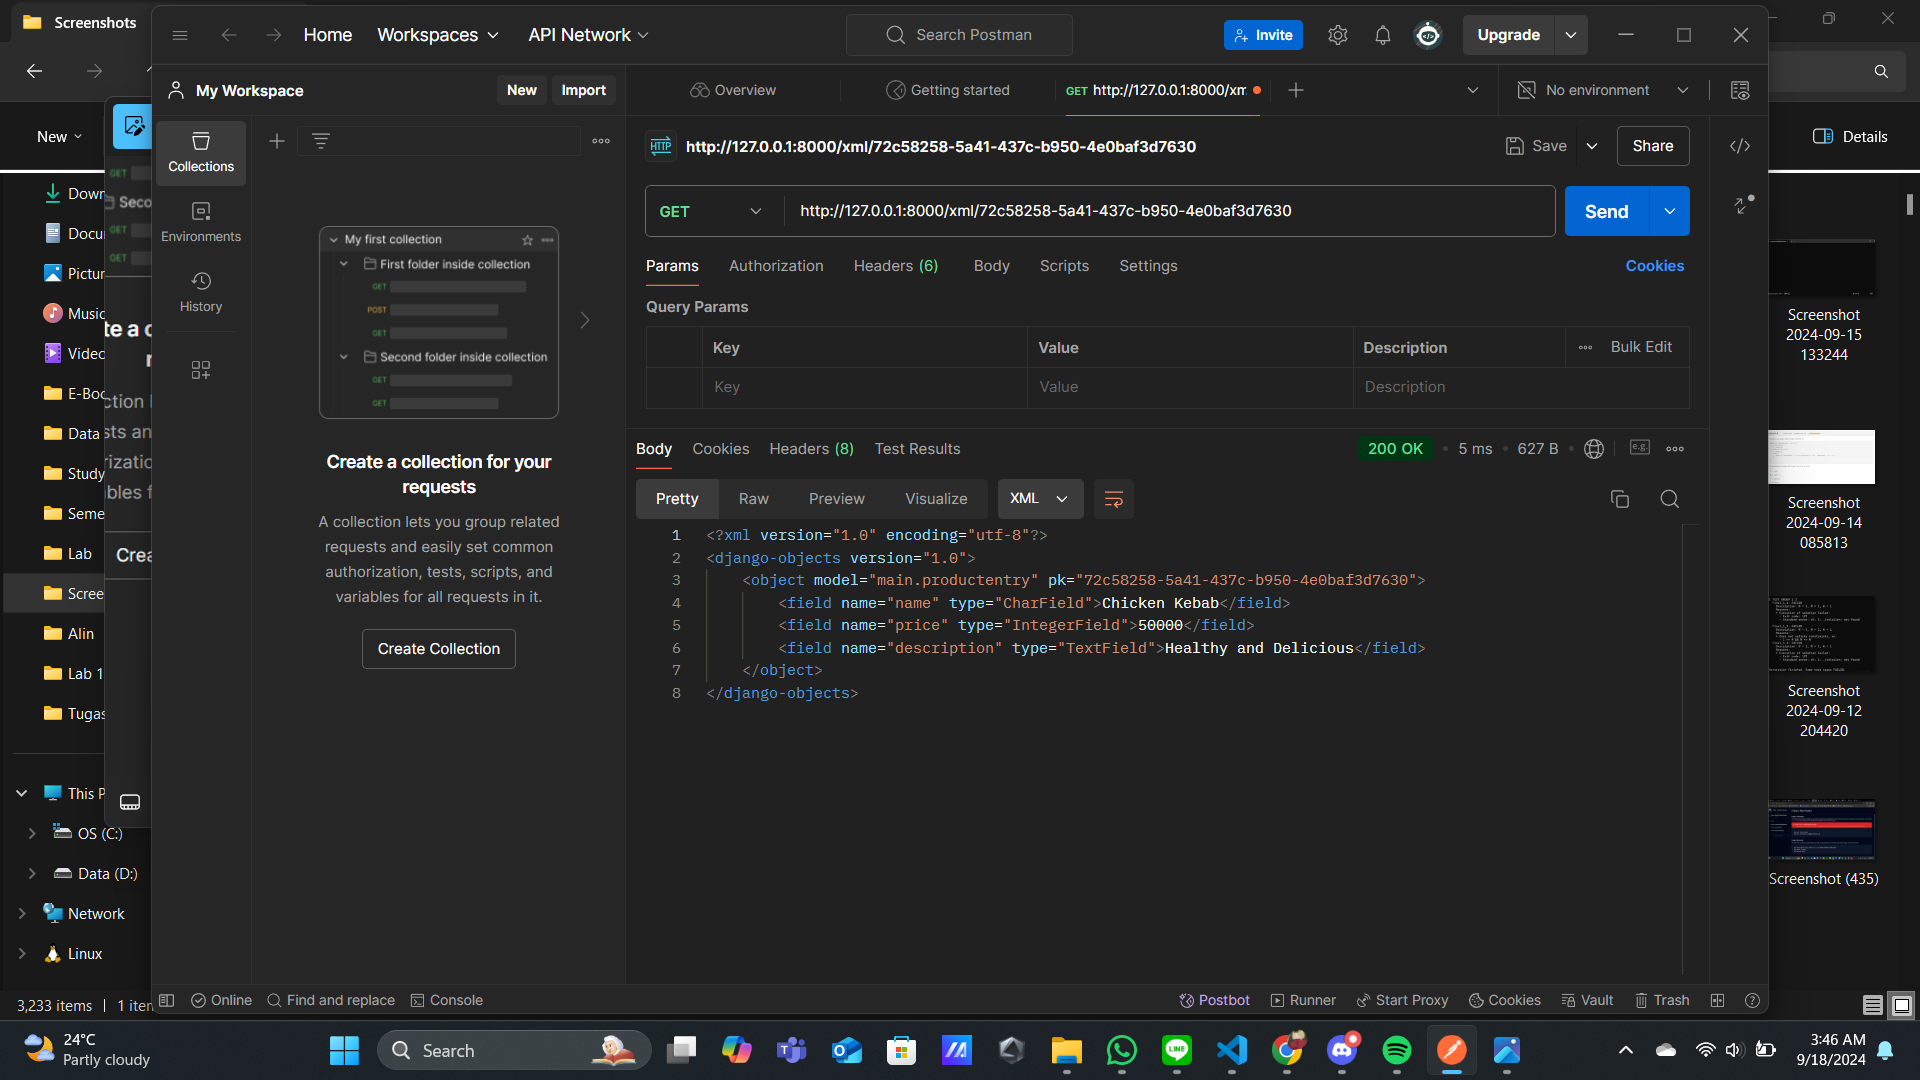 Screenshots
Home
Workspaces
API Network
Search Postman
Invite
Upgrade
My Workspace
New
Import
Overview
Getting started
GET http://127.0.0.1:8000/xm
No environment
New
Details
Collections
Environments
History
http://127.0.0.1:8000/xml/72c58258-5a41-437c-b950-4e0baf3d7630
Save
Share
GET
http://127.0.0.1:8000/xml/72c58258-5a41-437c-b950-4e0baf3d7630
Send
Params
Authorization
Headers (6)
Body
Scripts
Settings
Cookies
Query Params
Key
Value
Description
Bulk Edit
Key
Value
Description
My first collection
First folder inside collection
GET
POST
GET
Second folder inside collection
GET
GET
Create a collection for your
requests
A collection lets you group related
requests and easily set common
authorization, tests, scripts, and
variables for all requests in it.
Create Collection
Body
Cookies
Headers (8)
Test Results
200 OK
5 ms
627 B
e.g.
Pretty
Raw
Preview
Visualize
XML
1 <?xml version="1.0" encoding="utf-8"?>
2 <django-objects version="1.0">
3 <object model="main.productentry" pk="72c58258-5a41-437c-b950-4e0baf3d7630">
4 <field name="name" type="CharField">Chicken Kebab</field>
5 <field name="price" type="IntegerField">50000</field>
6 <field name="description" type="TextField">Healthy and Delicious</field>
7 </object>
8 </django-objects>
Down
Docu
Pictur
Music
Videc
E-Boo
Data
Study
Seme
Lab
Scree
Alin
Lab 1
Tugas
This P
OS (C:)
Data (D:)
Network
Linux
3,233 items
1 iter
GET
Seco
GET
GET
te a c
r
ction l
sts an
rizatio
bles f
Crea
Screenshot
2024-09-15
133244
Screenshot
2024-09-14
085813
Screenshot
2024-09-12
204420
Screenshot (435)
Online
Find and replace
Console
Postbot
Runner
Start Proxy
Cookies
Vault
Trash
24°C
Partly cloudy
Search
3:46 AM
9/18/2024